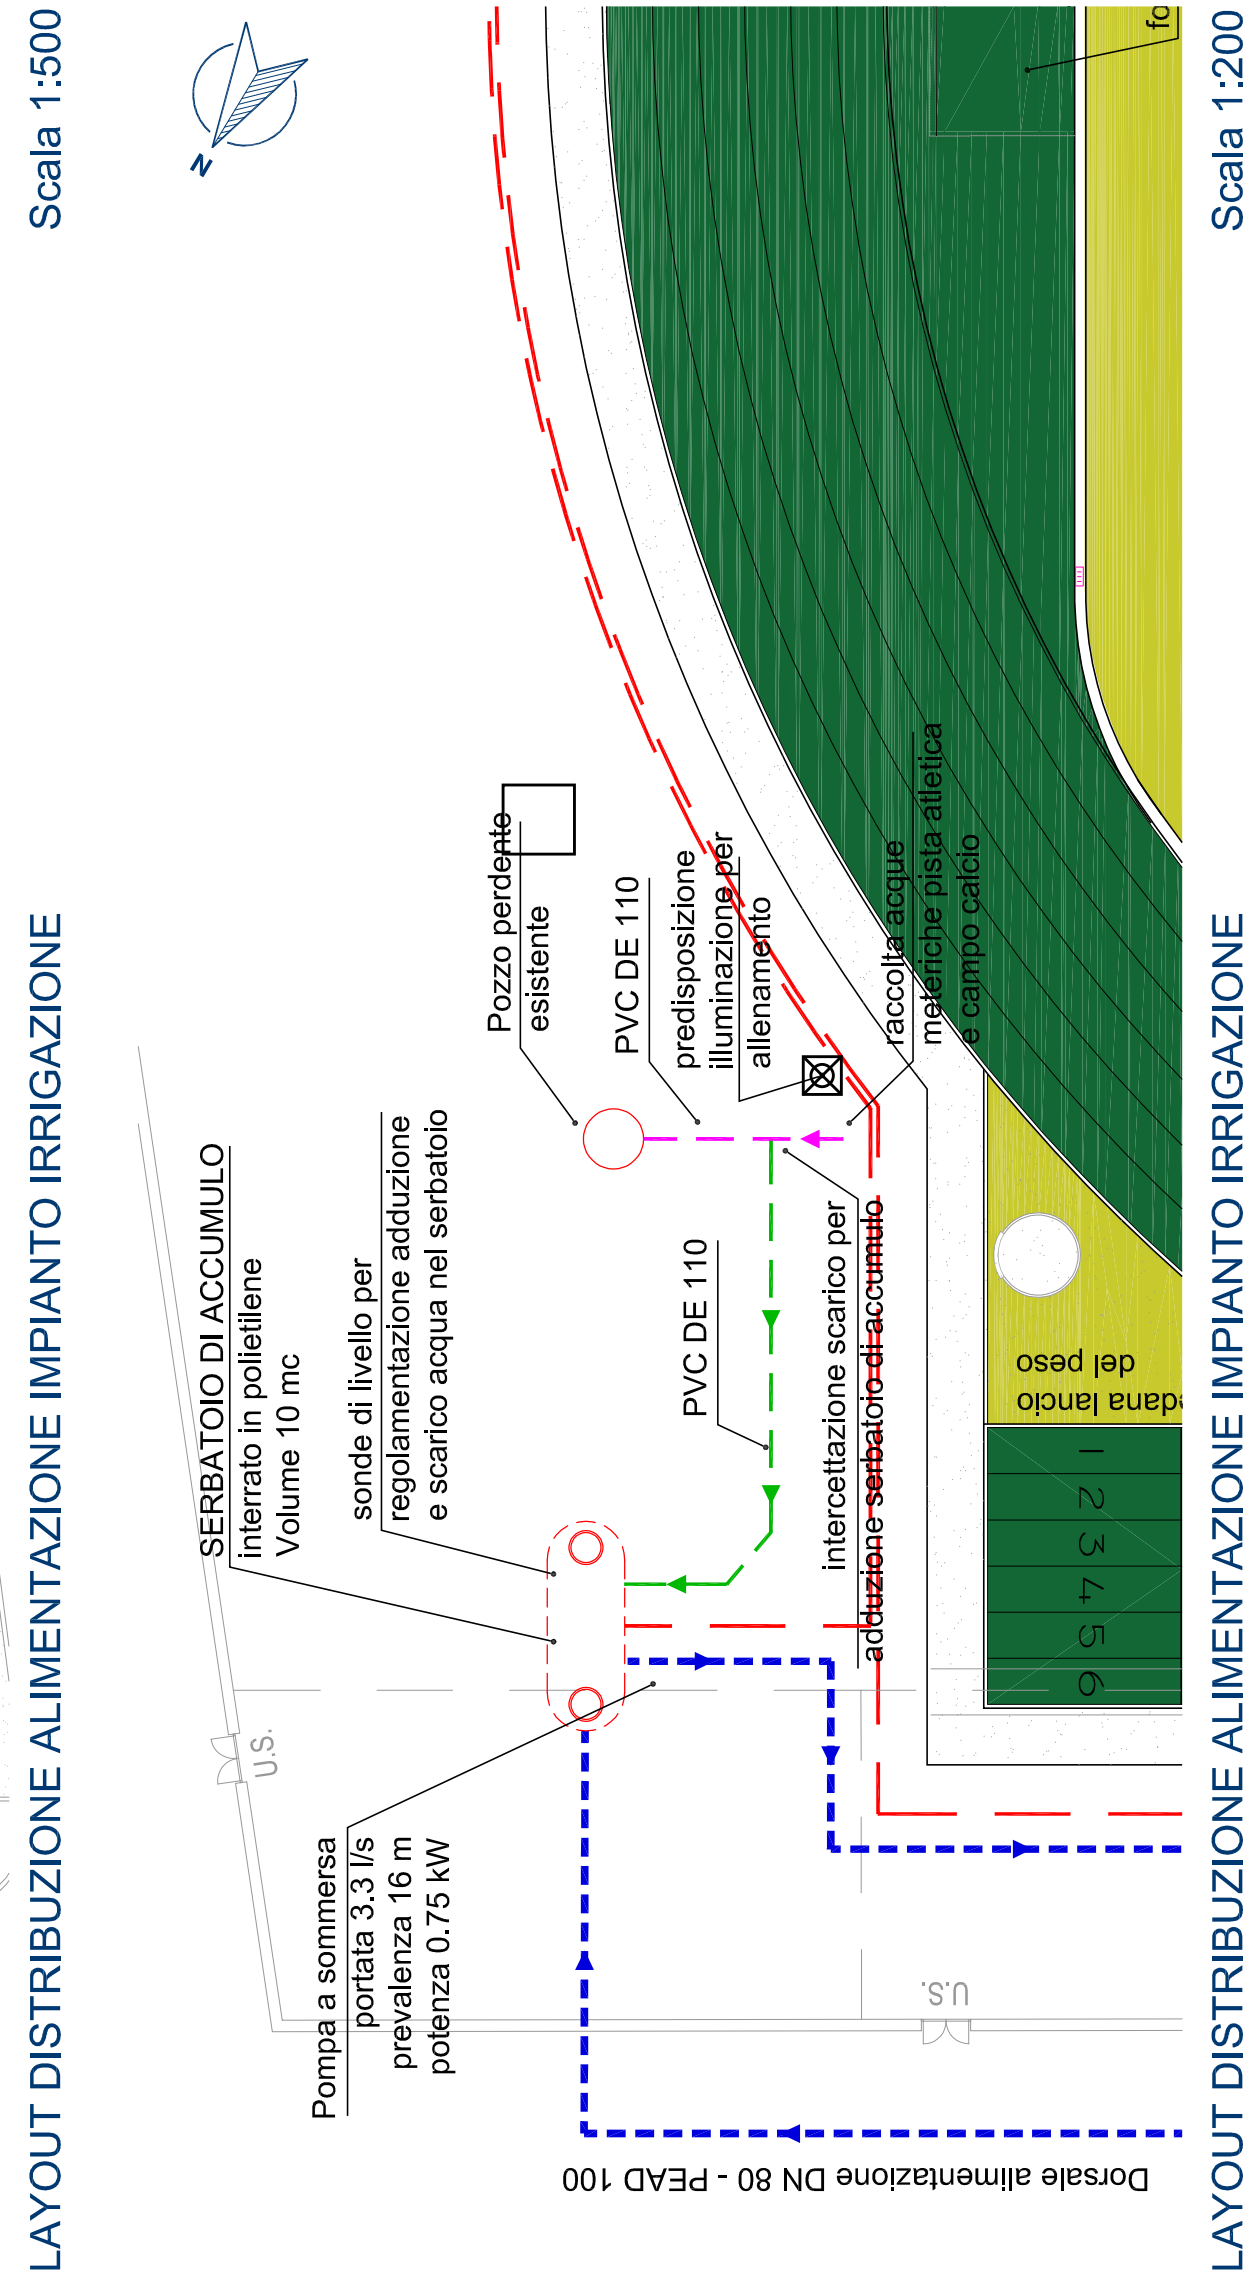 LAYOUT DISTRIBUZIONE ALIMENTAZIONE IMPIANTO IRRIGAZIONE
Scala 1:500
N
SERBATOIO DI ACCUMULO
interrato in polietilene
Volume 10 mc
sonde di livello per
regolamentazione adduzione
e scarico acqua nel serbatoio
Pompa a sommersa
portata 3.3 l/s
prevalenza 16 m
potenza 0.75 kW
Pozzo perdente
esistente
PVC DE 110
predisposizione
illuminazione per
allenamento
raccolta acque
meteriche pista atletica
e campo calcio
PVC DE 110
intercettazione scarico per
adduzione serbatoio di accumulo
U.S.
U.S.
Dorsale alimentazione DN 80 - PEAD 100
edana lancio
del peso
1
2
3
4
5
6
fo
LAYOUT DISTRIBUZIONE ALIMENTAZIONE IMPIANTO IRRIGAZIONE
Scala 1:200